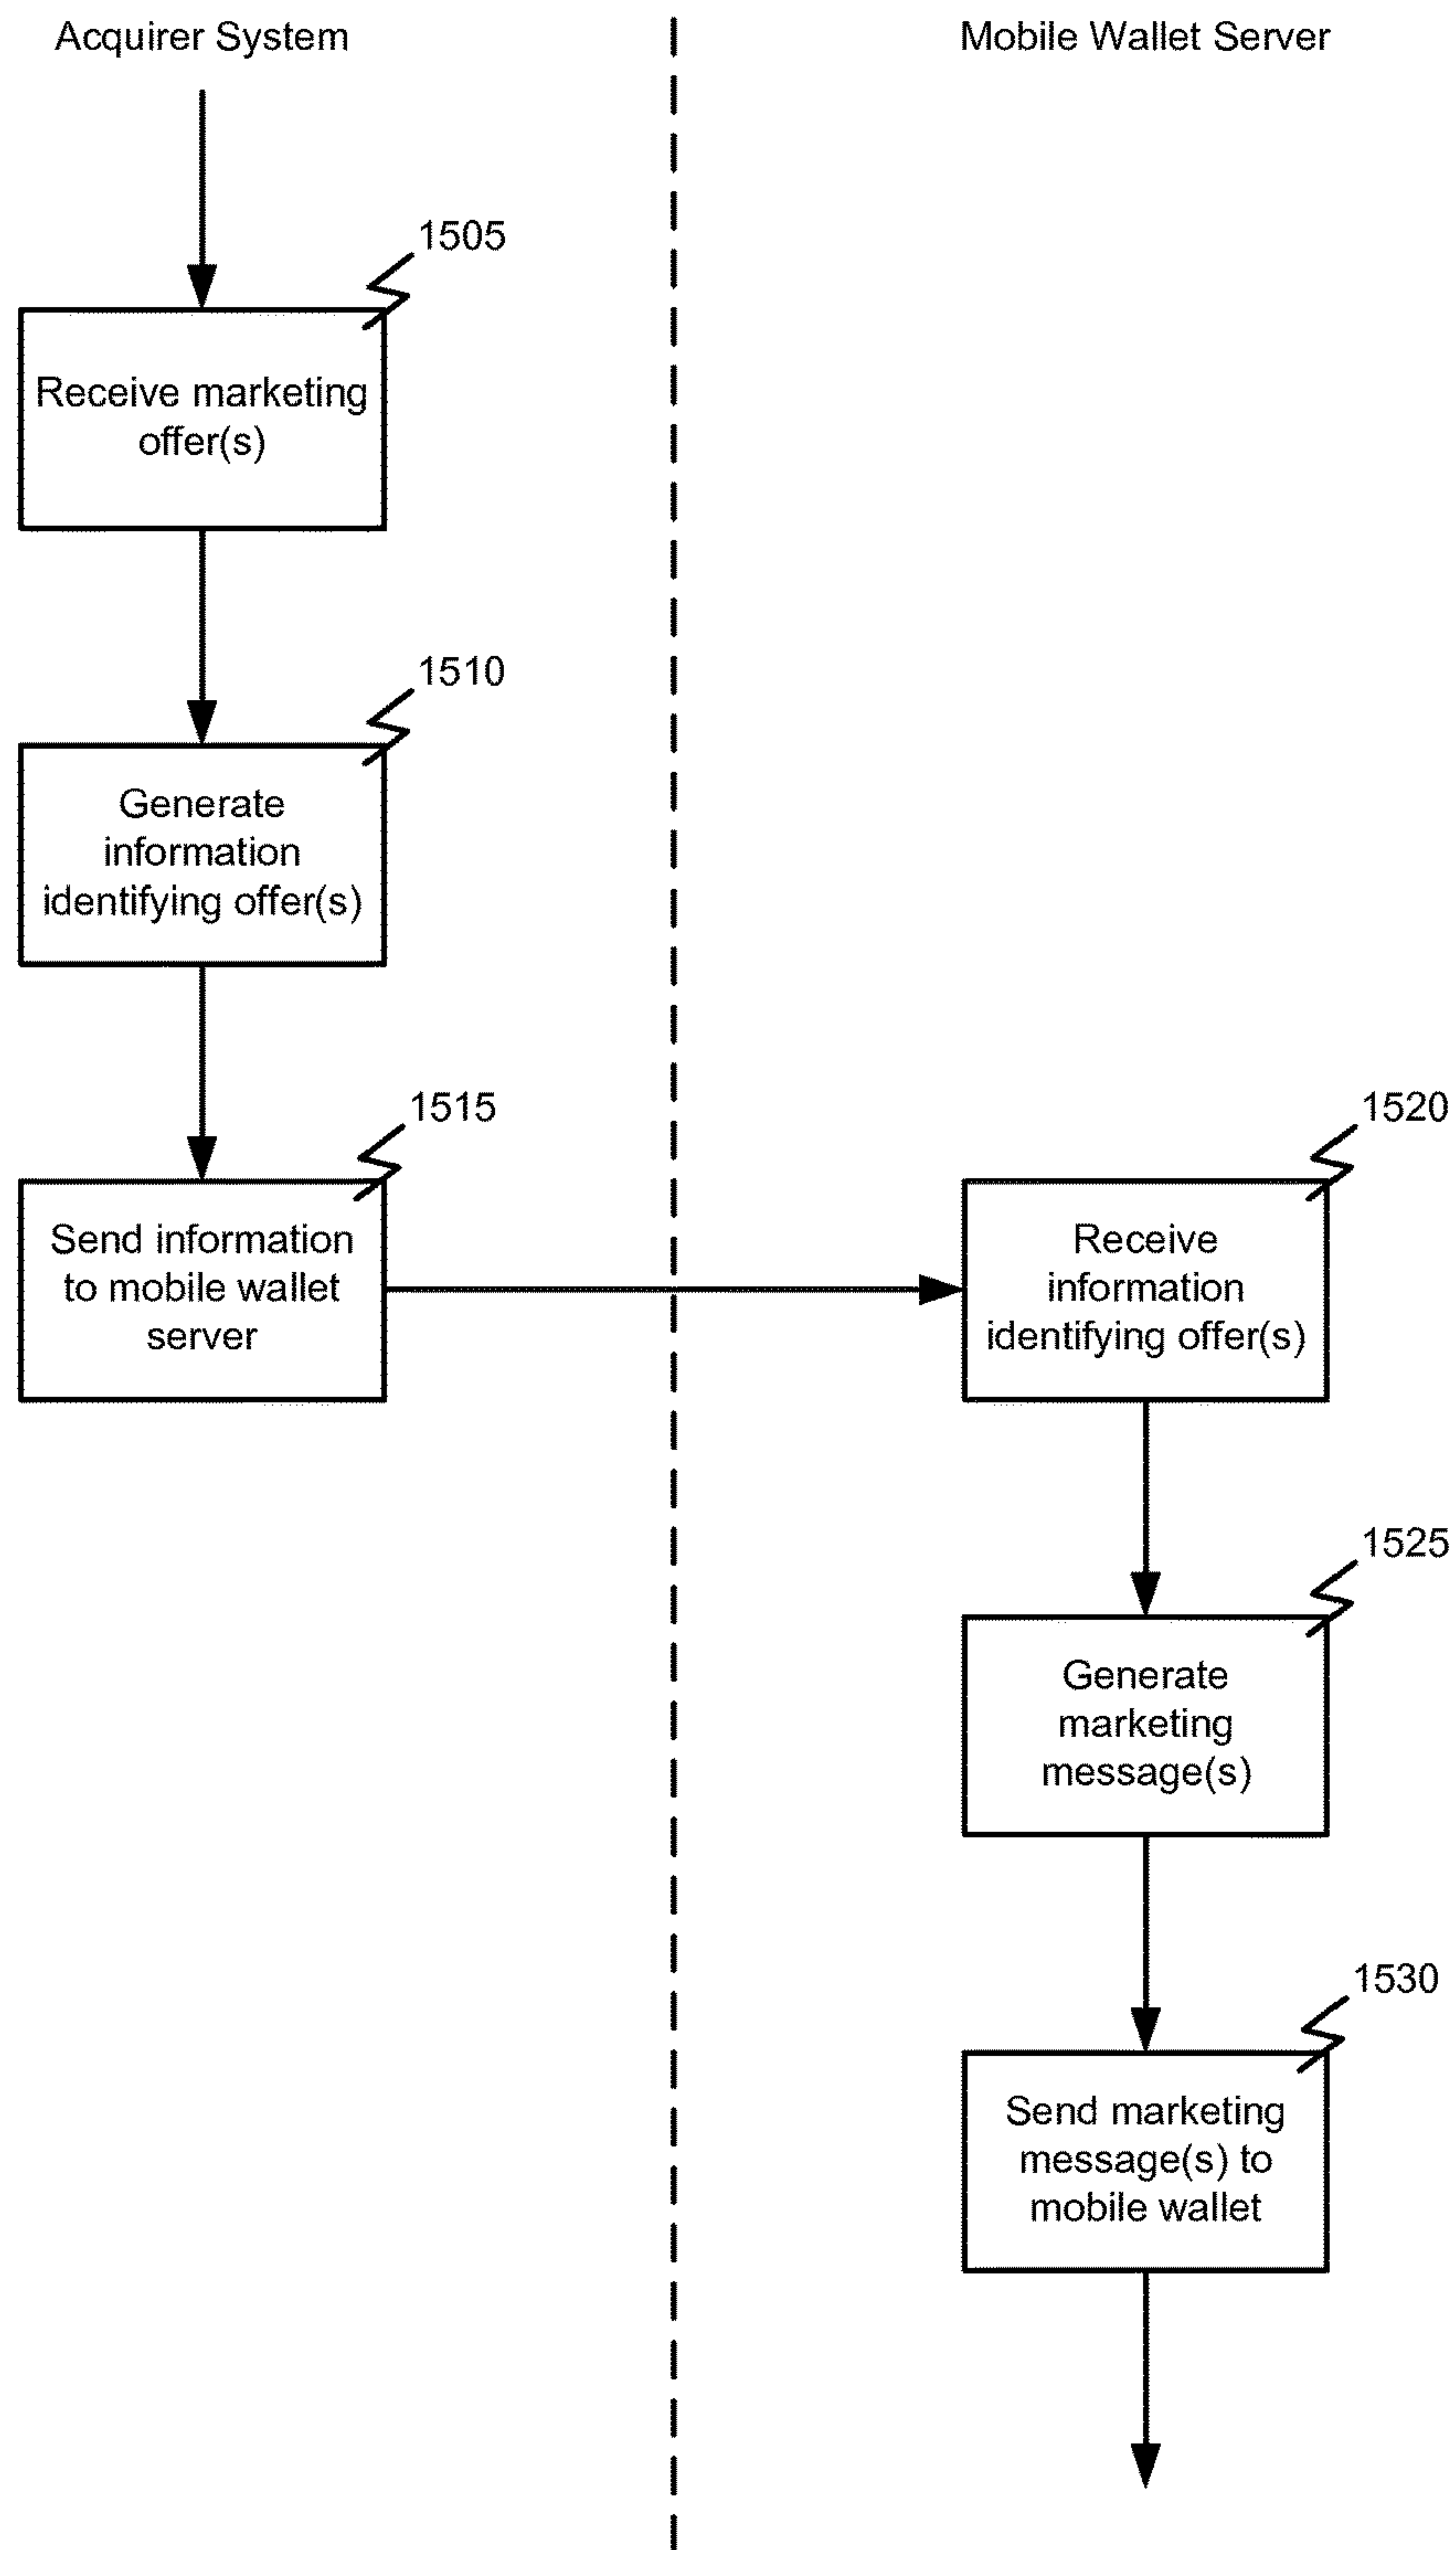 Acquirer System
Mobile Wallet Server
1505
Receive marketing
offer(s)
1510
Generate
information
identifying offer(s)
1515
Send information
to mobile wallet
server
1520
Receive
information
identifying offer(s)
1525
Generate
marketing
message(s)
1530
Send marketing
message(s) to
mobile wallet